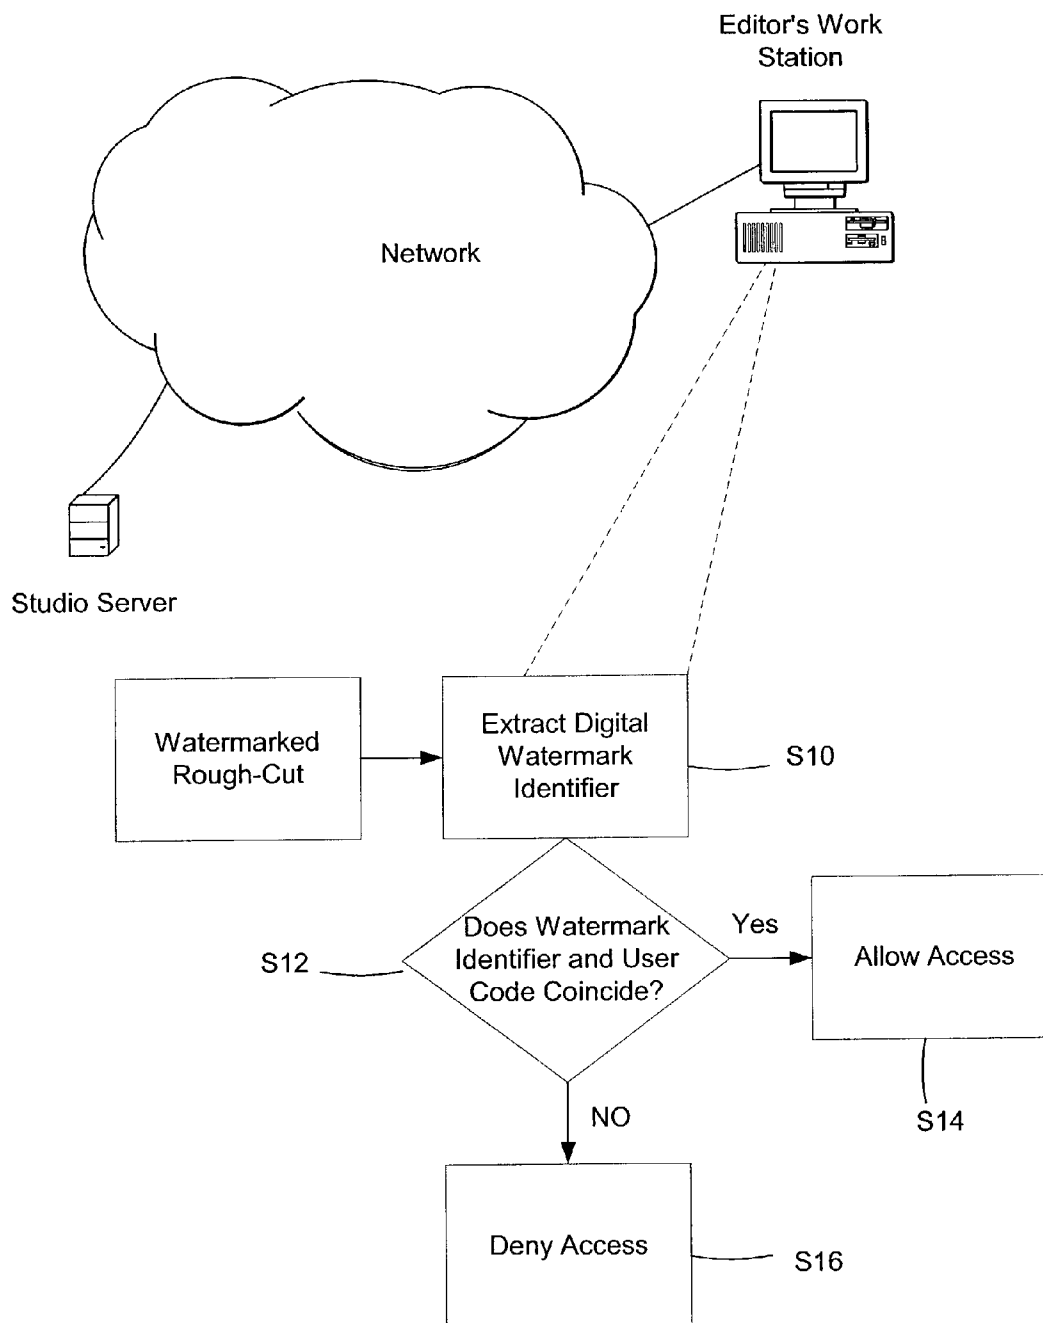 Editor's Work
Station
Network
Studio Server
Watermarked
Rough-Cut
Extract Digital
Watermark
Identifier
S10
Does Watermark
Identifier and User
Code Coincide?
S12
Yes
Allow Access
S14
NO
Deny Access
S16